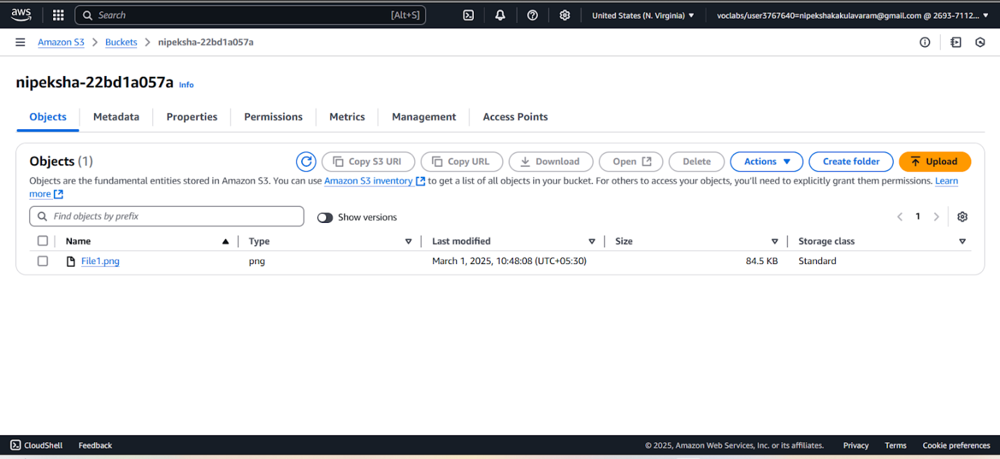 aws Search [Alt+S] United States (N. Virginia) voclabs/user3767640=nipekshakakulavaram@gmail.com @ 2693-7112...
Amazon S3 > Buckets > nipeksha-22bd1a057a
nipeksha-22bd1a057a Info
Objects Metadata Properties Permissions Metrics Management Access Points
Objects (1) Copy S3 URI Copy URL Download Open Delete Actions Create folder Upload
Objects are the fundamental entities stored in Amazon S3. You can use Amazon S3 inventory to get a list of all objects in your bucket. For others to access your objects, you'll need to explicitly grant them permissions. Learn
more
Find objects by prefix Show versions 1
Name Type Last modified Size Storage class
File1.png png March 1, 2025, 10:48:08 (UTC+05:30) 84.5 KB Standard
CloudShell Feedback © 2025, Amazon Web Services, Inc. or its affiliates. Privacy Terms Cookie preferences